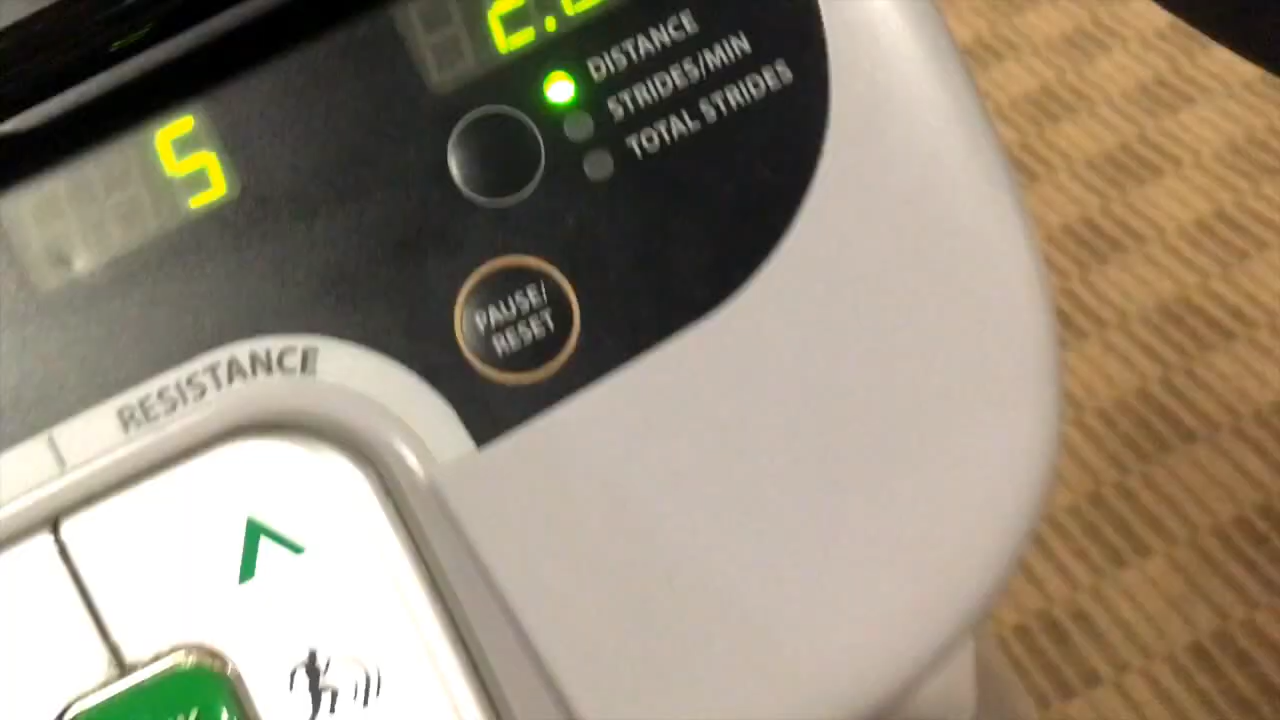 DISTANCE
STRIDES/MIN
TOTAL STRIDES
5
PAUSE/
RESET
RESISTANCE